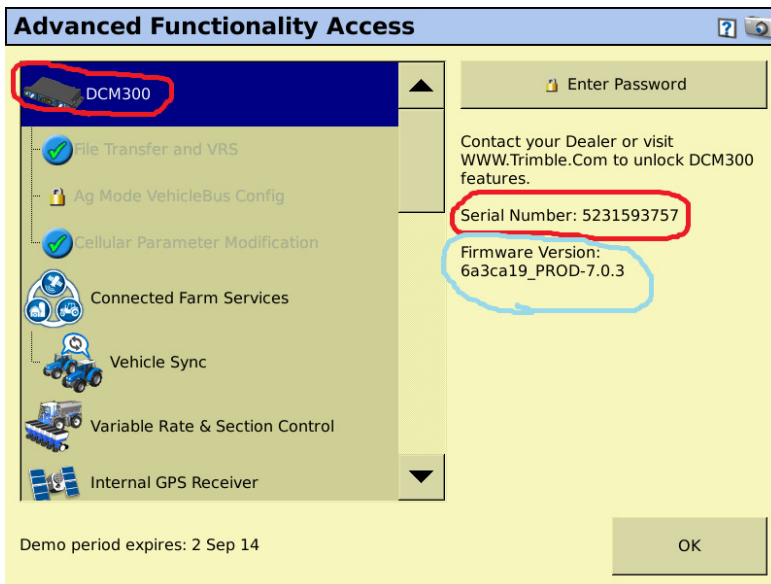 Advanced Functionality Access
?
DCM300
File Transfer and VRS
Ag Mode VehicleBus Config
Cellular Parameter Modification
Connected Farm Services
Vehicle Sync
Variable Rate & Section Control
Internal GPS Receiver
Enter Password
Contact your Dealer or visit
WWW.Trimble.Com to unlock DCM300
features.
Serial Number: 5231593757
Firmware Version:
6a3ca19_PROD-7.0.3
Demo period expires: 2 Sep 14
OK